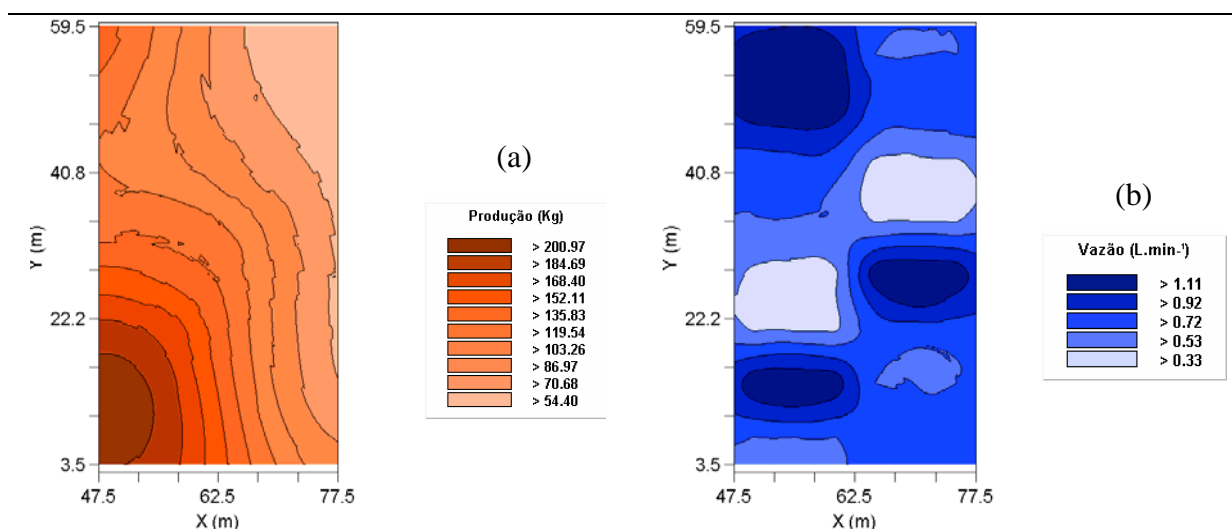 59.5
40.8
22.2
3.5
Y (m)
47.5 62.5 77.5
X (m)
(a)
Produção (Kg)
> 200.97
> 184.69
> 168.40
> 152.11
> 135.83
> 119.54
> 103.26
> 86.97
> 70.68
> 54.40
59.5
40.8
22.2
3.5
Y (m)
47.5 62.5 77.5
X (m)
(b)
Vazão (L.min-¹)
> 1.11
> 0.92
> 0.72
> 0.53
> 0.33